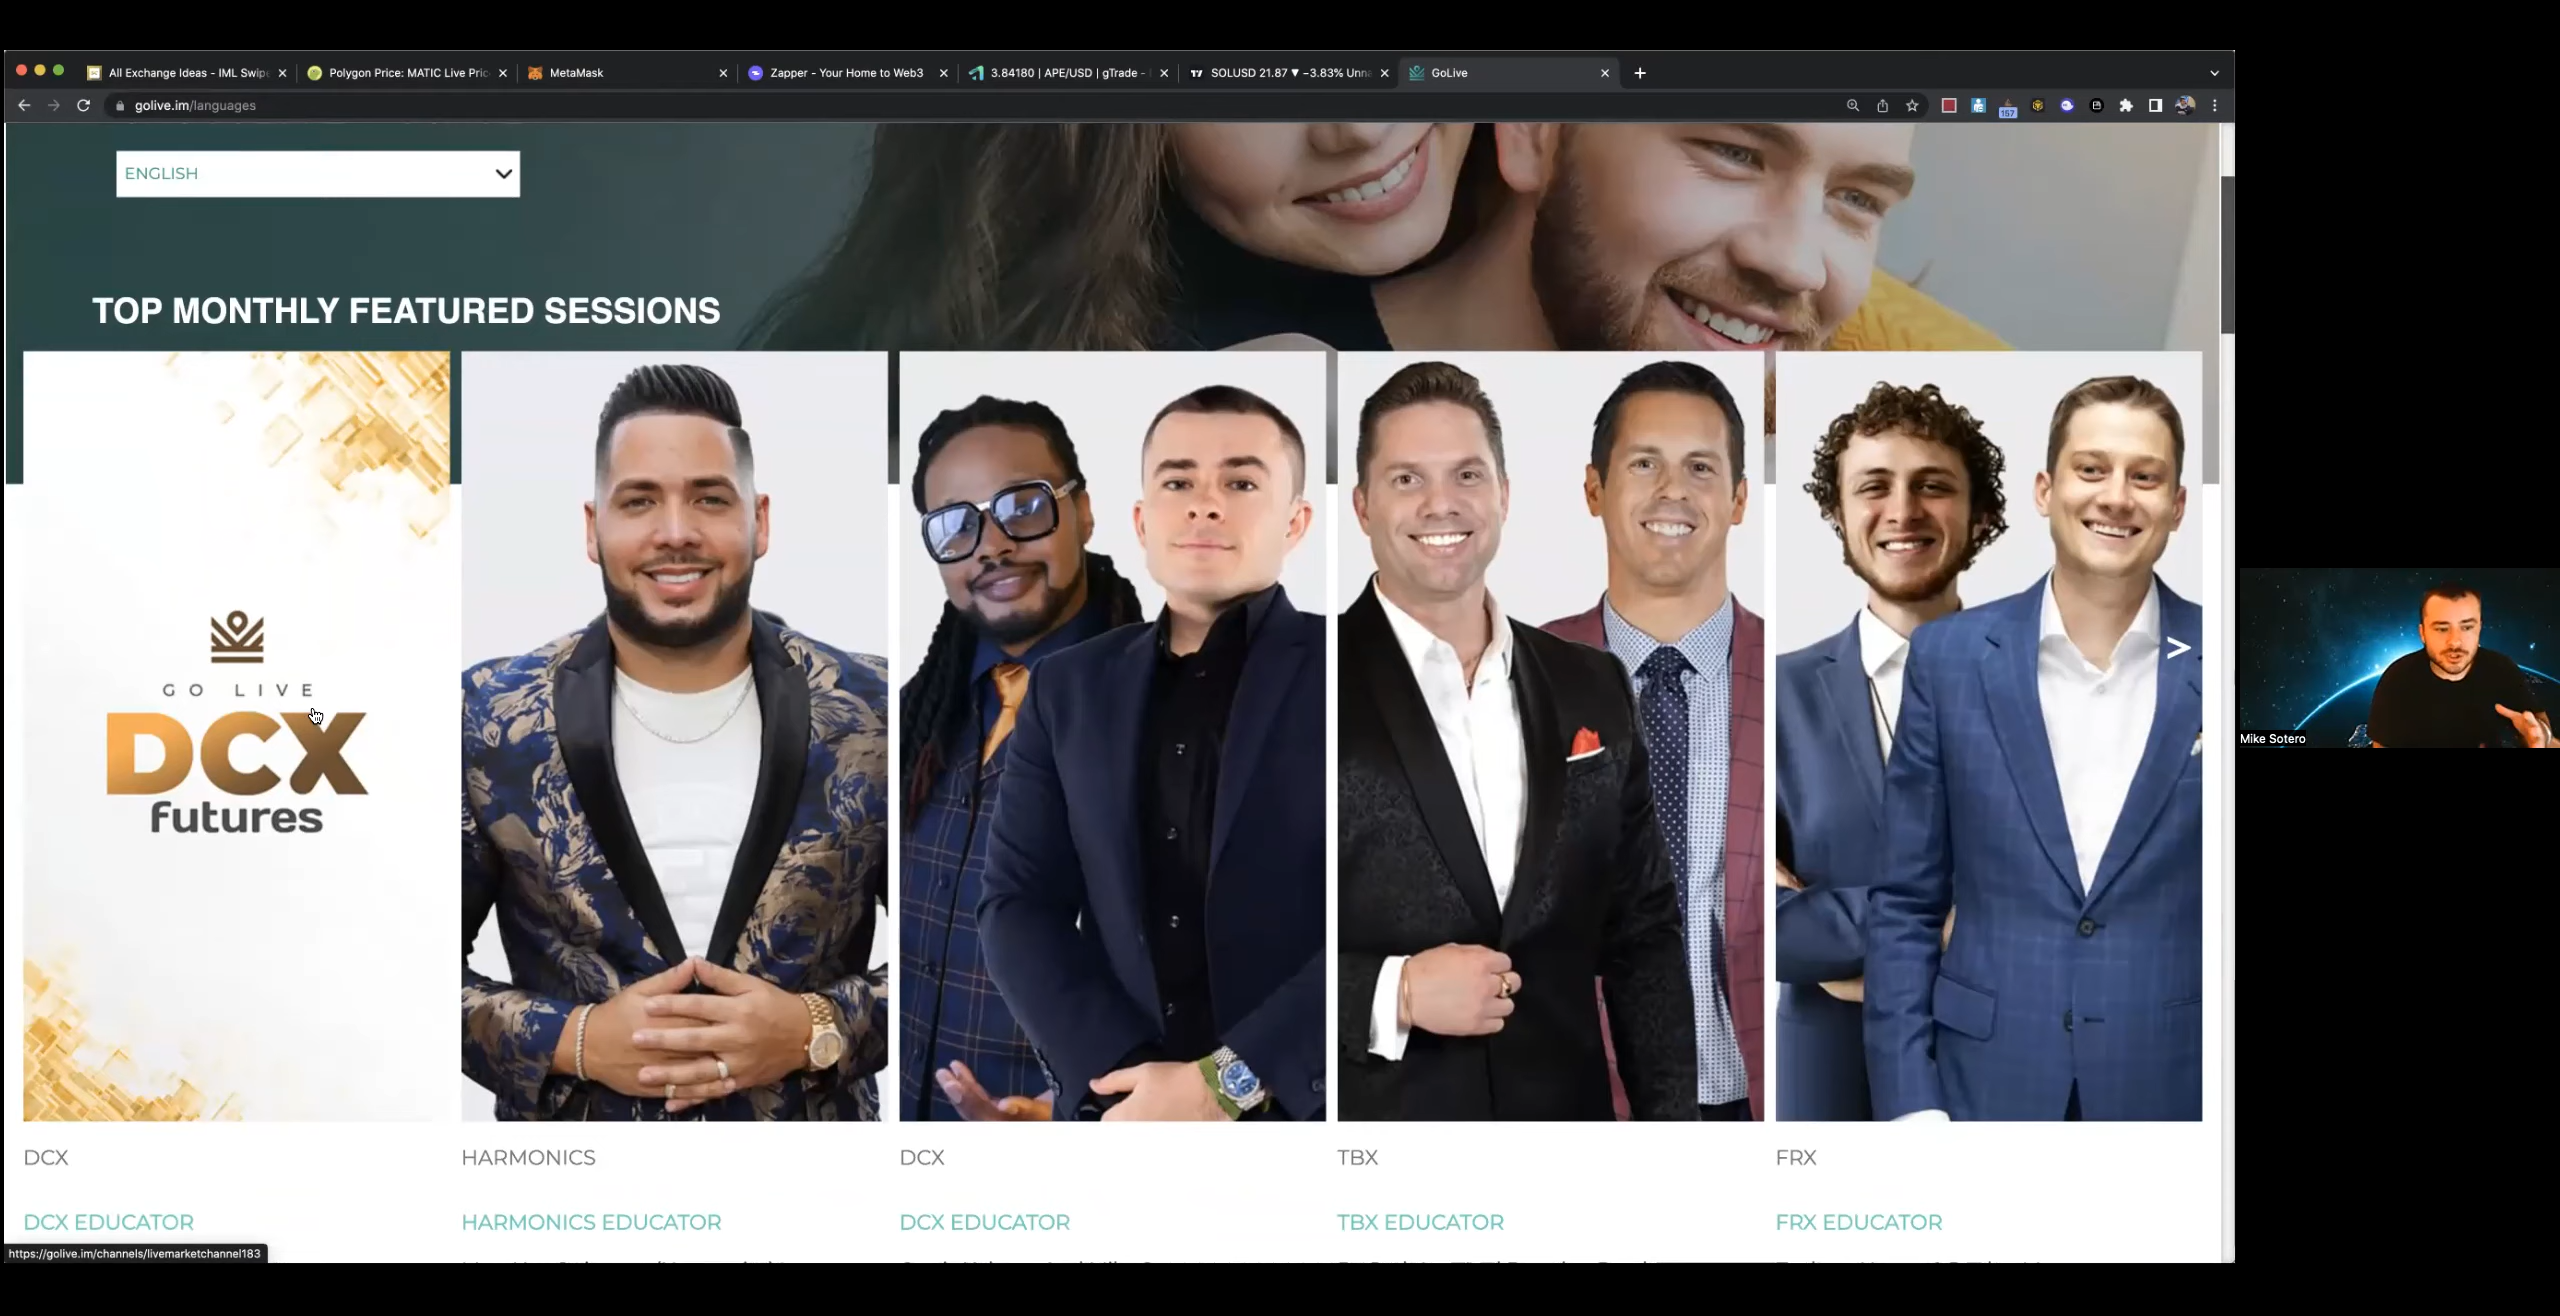 All Exchange Ideas - IML Swipe
Polygon Price: MATIC Live Pric
MetaMask
Zapper - Your Home to Web3
3.84180 | APE/USD | gTrade -
SOLUSD 21.87 ▼ −3.83% Unna
GoLive
golive.im/languages
157
ENGLISH
TOP MONTHLY FEATURED SESSIONS
GO LIVE
DCX
futures
>
Mike Sotero
DCX
HARMONICS
DCX
TBX
FRX
DCX EDUCATOR
HARMONICS EDUCATOR
DCX EDUCATOR
TBX EDUCATOR
FRX EDUCATOR
https://golive.im/channels/livemarketchannel183